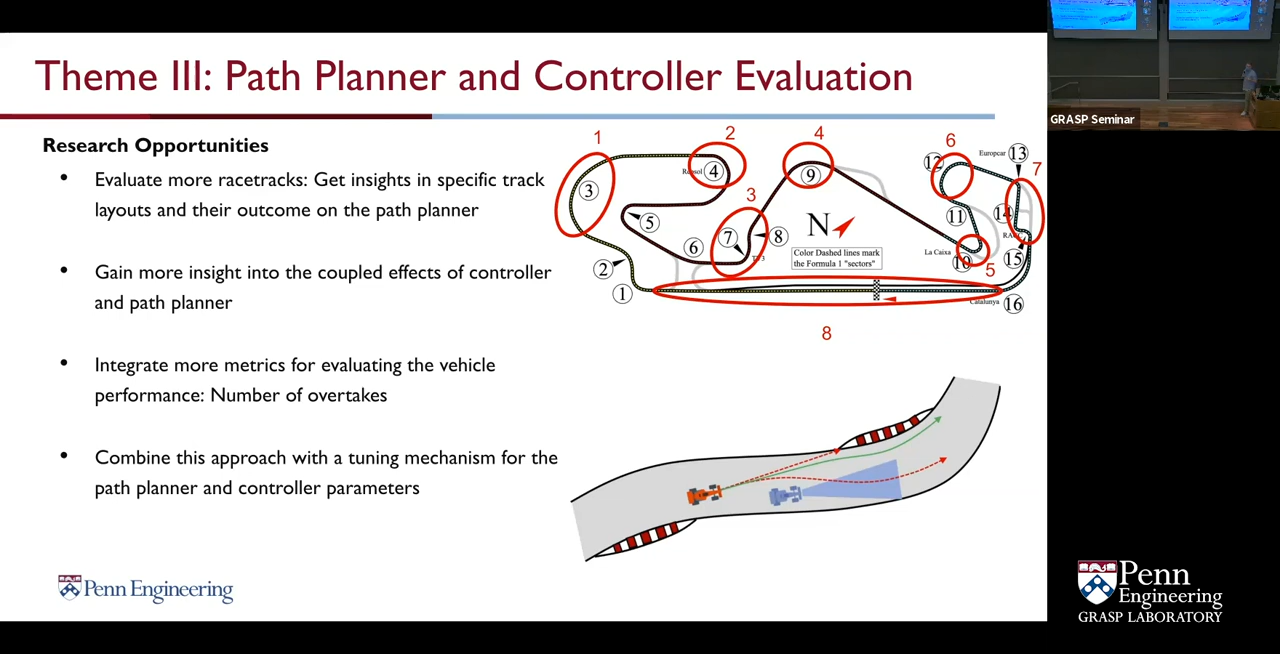 Theme III: Path Planner and Controller Evaluation
Research Opportunities
• Evaluate more racetracks: Get insights in specific track
layouts and their outcome on the path planner
• Gain more insight into the coupled effects of controller
and path planner
• Integrate more metrics for evaluating the vehicle
performance: Number of overtakes
• Combine this approach with a tuning mechanism for the
path planner and controller parameters
1
2
4
6
Europcar 13
12
7
4
3
9
3
5
N
11
14
7
8
Color Dashed lines mark
the Formula 1 "sectors"
6
La Caixa
10
15
2
5
1
Catalunya 16
8
Penn Engineering
GRASP Seminar
Penn
Engineering
GRASP LABORATORY